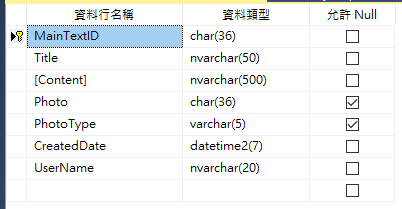 資料行名稱 資料類型 允許 Null
MainTextID char(36)
Title nvarchar(50)
[Content] nvarchar(500)
Photo char(36)
PhotoType varchar(5)
CreatedDate datetime2(7)
UserName nvarchar(20)